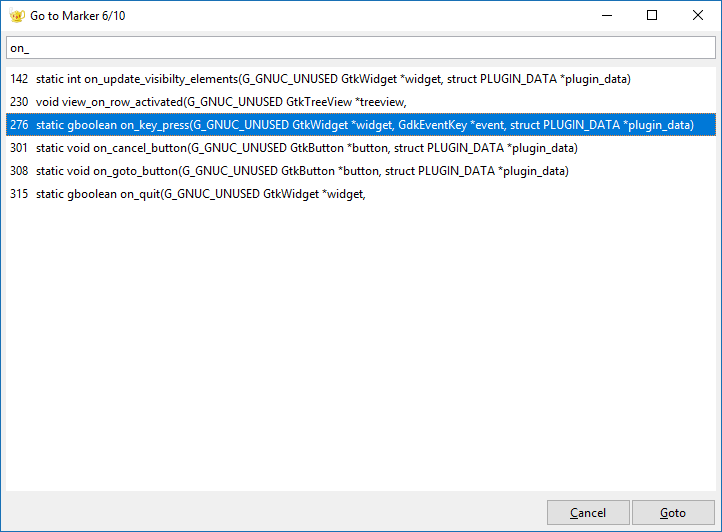 Go to Marker 6/10
on_
142 static int on_update_visibilty_elements(G_GNUC_UNUSED GtkWidget *widget, struct PLUGIN_DATA *plugin_data)
230 void view_on_row_activated(G_GNUC_UNUSED GtkTreeView *treeview,
276 static gboolean on_key_press(G_GNUC_UNUSED GtkWidget *widget, GdkEventKey *event, struct PLUGIN_DATA *plugin_data)
301 static void on_cancel_button(G_GNUC_UNUSED GtkButton *button, struct PLUGIN_DATA *plugin_data)
308 static void on_goto_button(G_GNUC_UNUSED GtkButton *button, struct PLUGIN_DATA *plugin_data)
315 static gboolean on_quit(G_GNUC_UNUSED GtkWidget *widget,
Cancel Goto